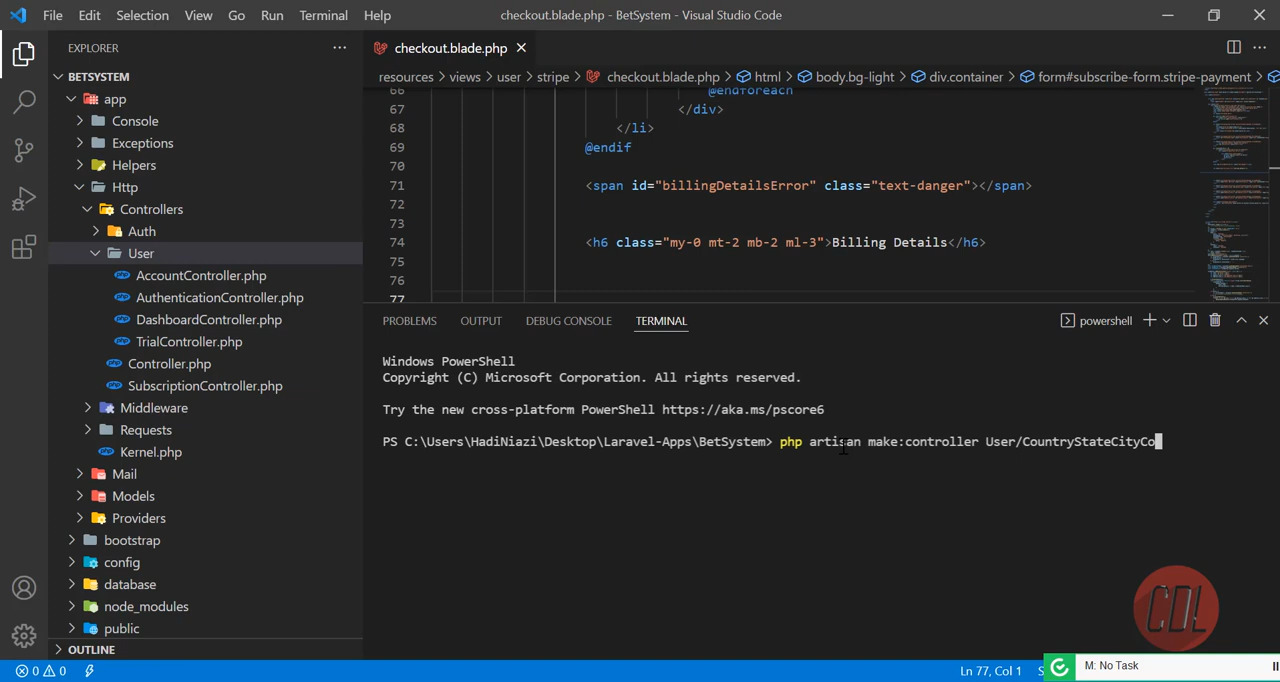 File Edit Selection View Go Run Terminal Help
checkout.blade.php - BetSystem - Visual Studio Code
EXPLORER
BETSYSTEM
app
Console
Exceptions
Helpers
Http
Controllers
Auth
User
AccountController.php
AuthenticationController.php
DashboardController.php
TrialController.php
Controller.php
SubscriptionController.php
Middleware
Requests
Kernel.php
Mail
Models
Providers
bootstrap
config
database
node_modules
public
OUTLINE
checkout.blade.php
resources > views > user > stripe > checkout.blade.php > html > body.bg-light > div.container > form#subscribe-form.stripe-payment >
66 @endforeach
67 </div>
68 </li>
69 @endif
70
71 <span id="billingDetailsError" class="text-danger"></span>
72
73
74 <h6 class="my-0 mt-2 mb-2 ml-3">Billing Details</h6>
75
76
77
PROBLEMS OUTPUT DEBUG CONSOLE TERMINAL
powershell
Windows PowerShell
Copyright (C) Microsoft Corporation. All rights reserved.
Try the new cross-platform PowerShell https://aka.ms/pscore6
PS C:\Users\HadiNiazi\Desktop\Laravel-Apps\BetSystem> php artisan make:controller User/CountryStateCityCo
CDL
0 0
Ln 77, Col 1
M: No Task